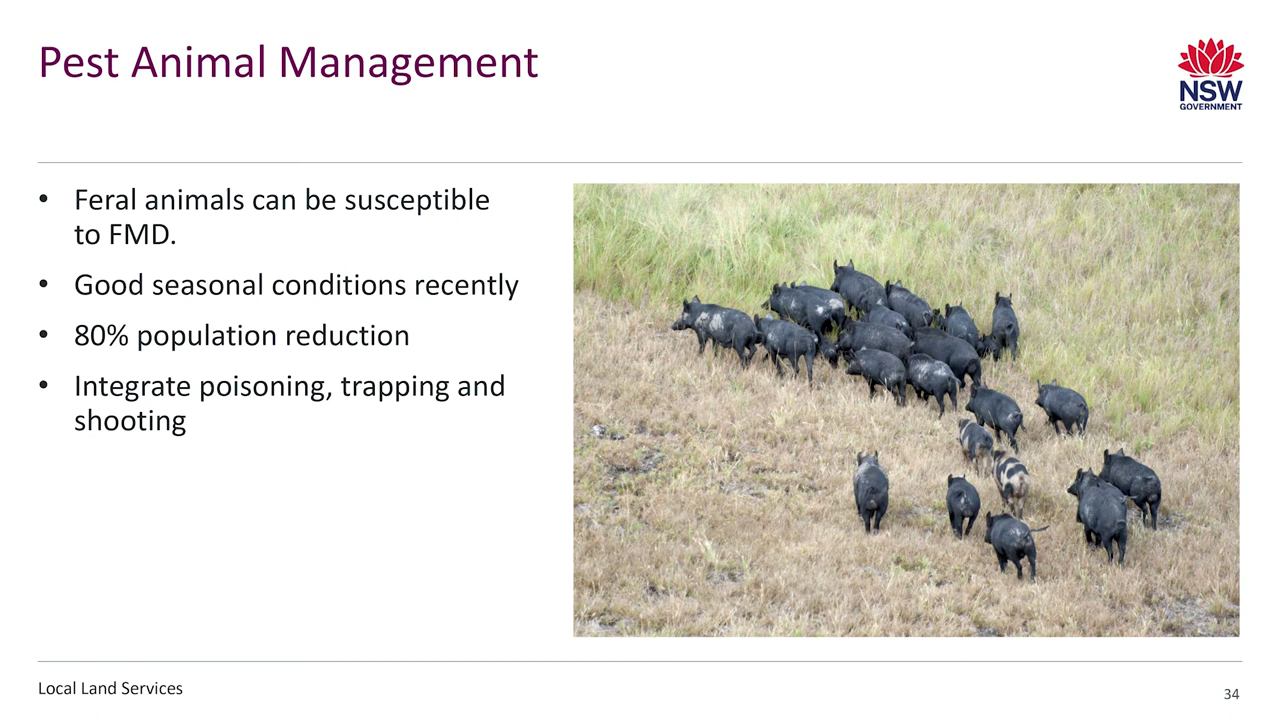 Pest Animal Management
NSW
GOVERNMENT
• Feral animals can be susceptible
to FMD.
• Good seasonal conditions recently
• 80% population reduction
• Integrate poisoning, trapping and
shooting
Local Land Services
34